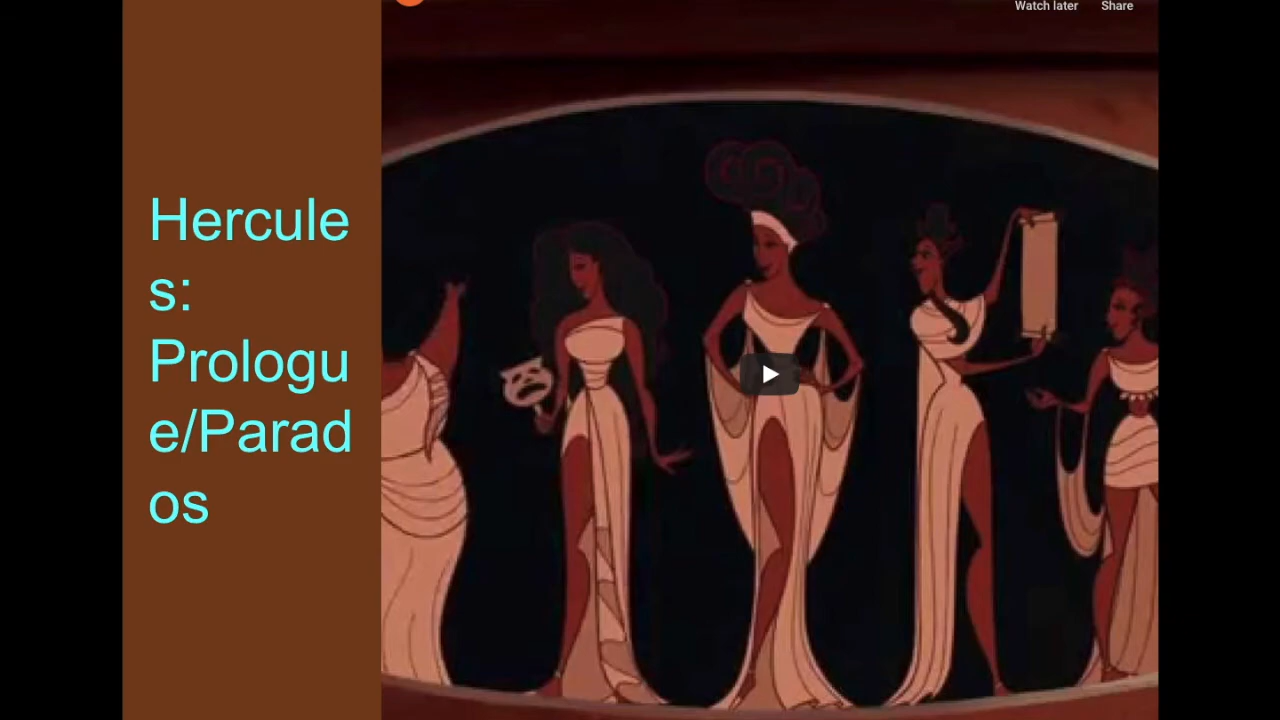 Watch later Share
Hercule
s:
Prologu
e/Parad
os